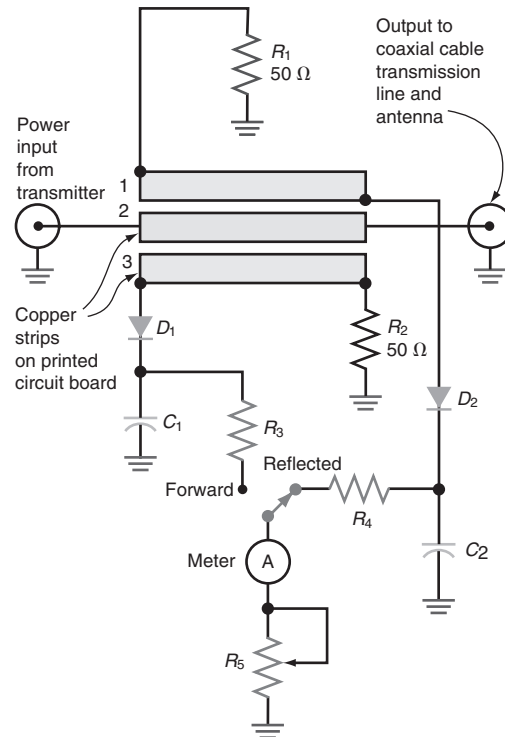 R1
50 Ω
Output to
coaxial cable
transmission
line and
antenna
Power
input
from
transmitter
1
2
3
Copper
strips
on printed
circuit board
D1
R2
50 Ω
D2
C1
R3
Forward
Reflected
R4
C2
Meter
A
R5